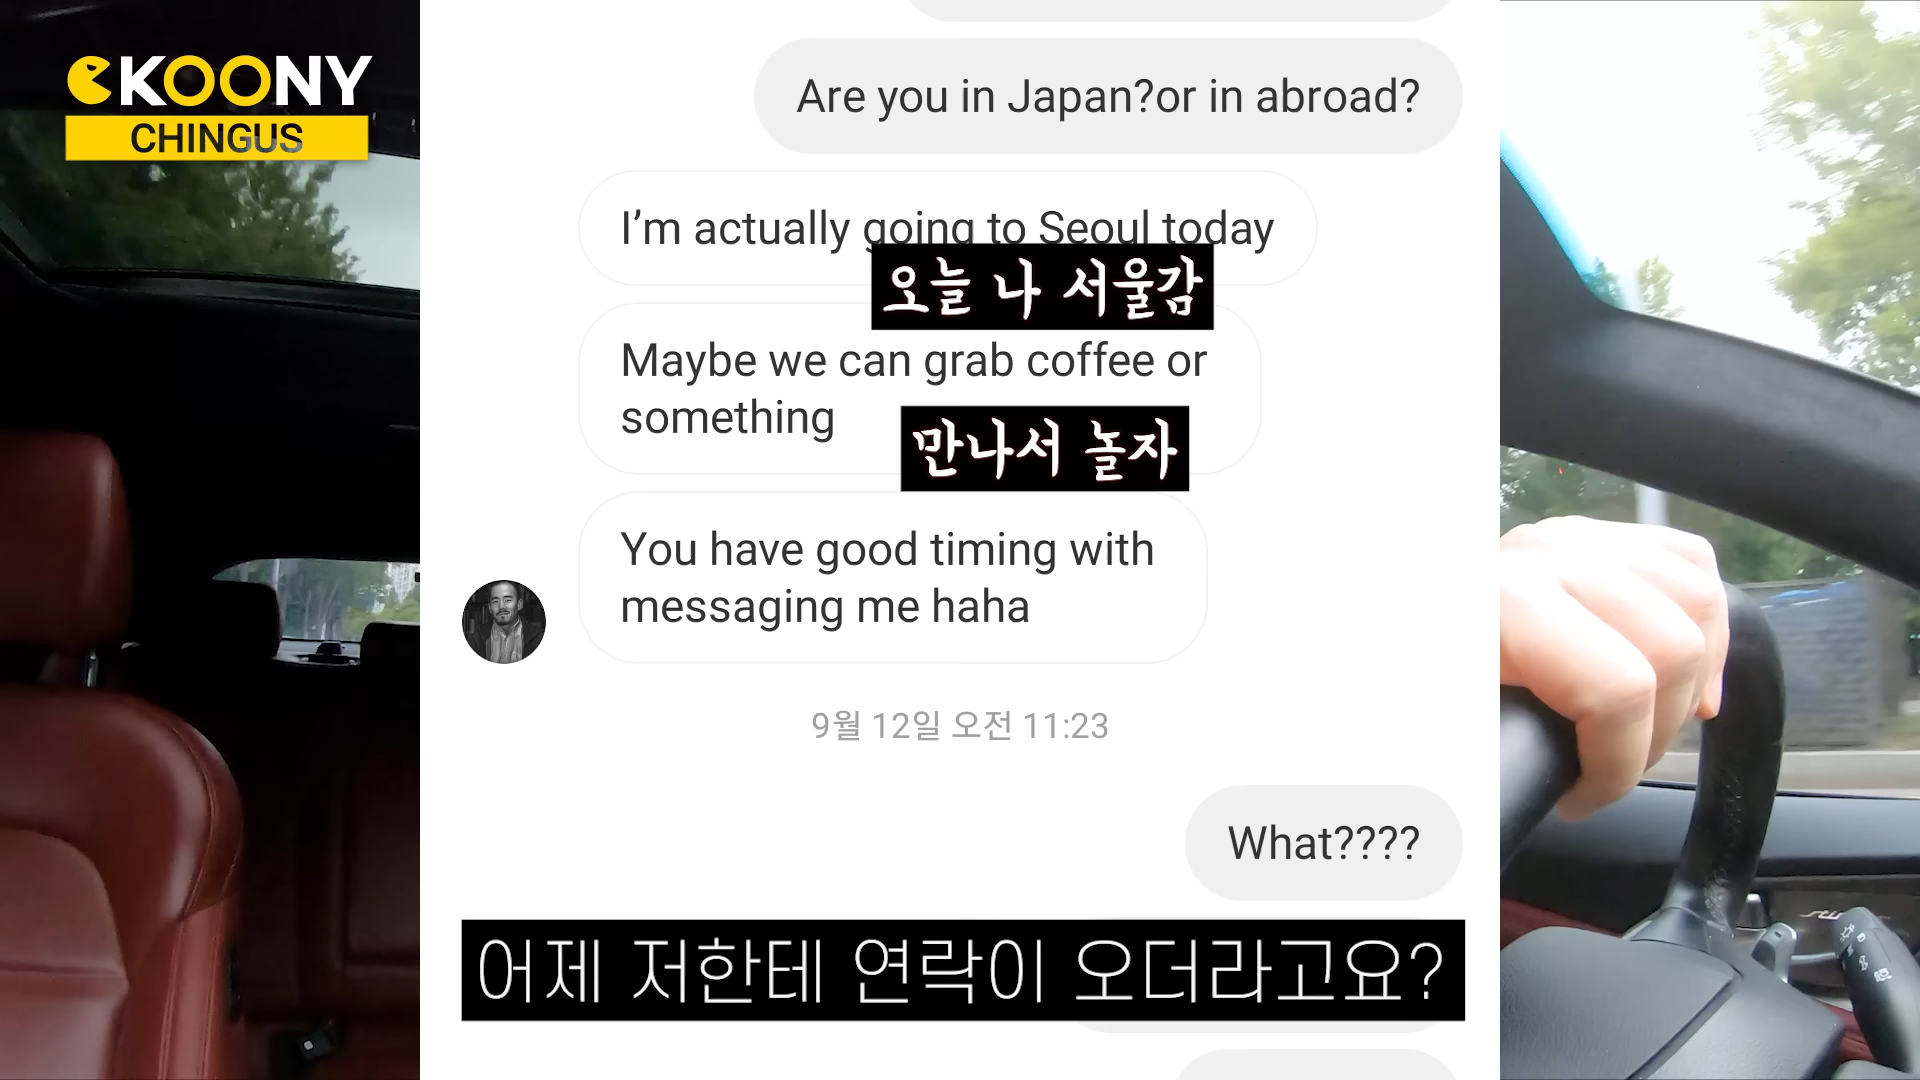 KOONY
CHINGUS
Are you in Japan?or in abroad?
I’m actually going to Seoul today
오늘 나 서울감
Maybe we can grab coffee or
something
만나서 놀자
You have good timing with
messaging me haha
9월 12일 오전 11:23
What????
어제 저한테 연락이 오더라고요?